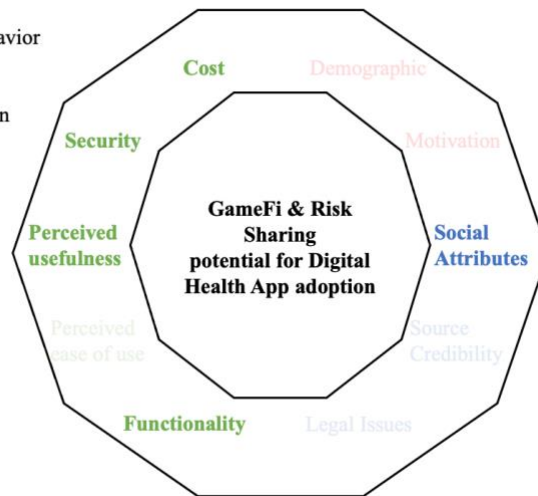 Cost
Demographic
Security
Motivation
GameFi & Risk
Sharing
potential for Digital
Health App adoption
Perceived
usefulness
Social
Attributes
Perceived
ease of use
Source
Credibility
Functionality
Legal Issues